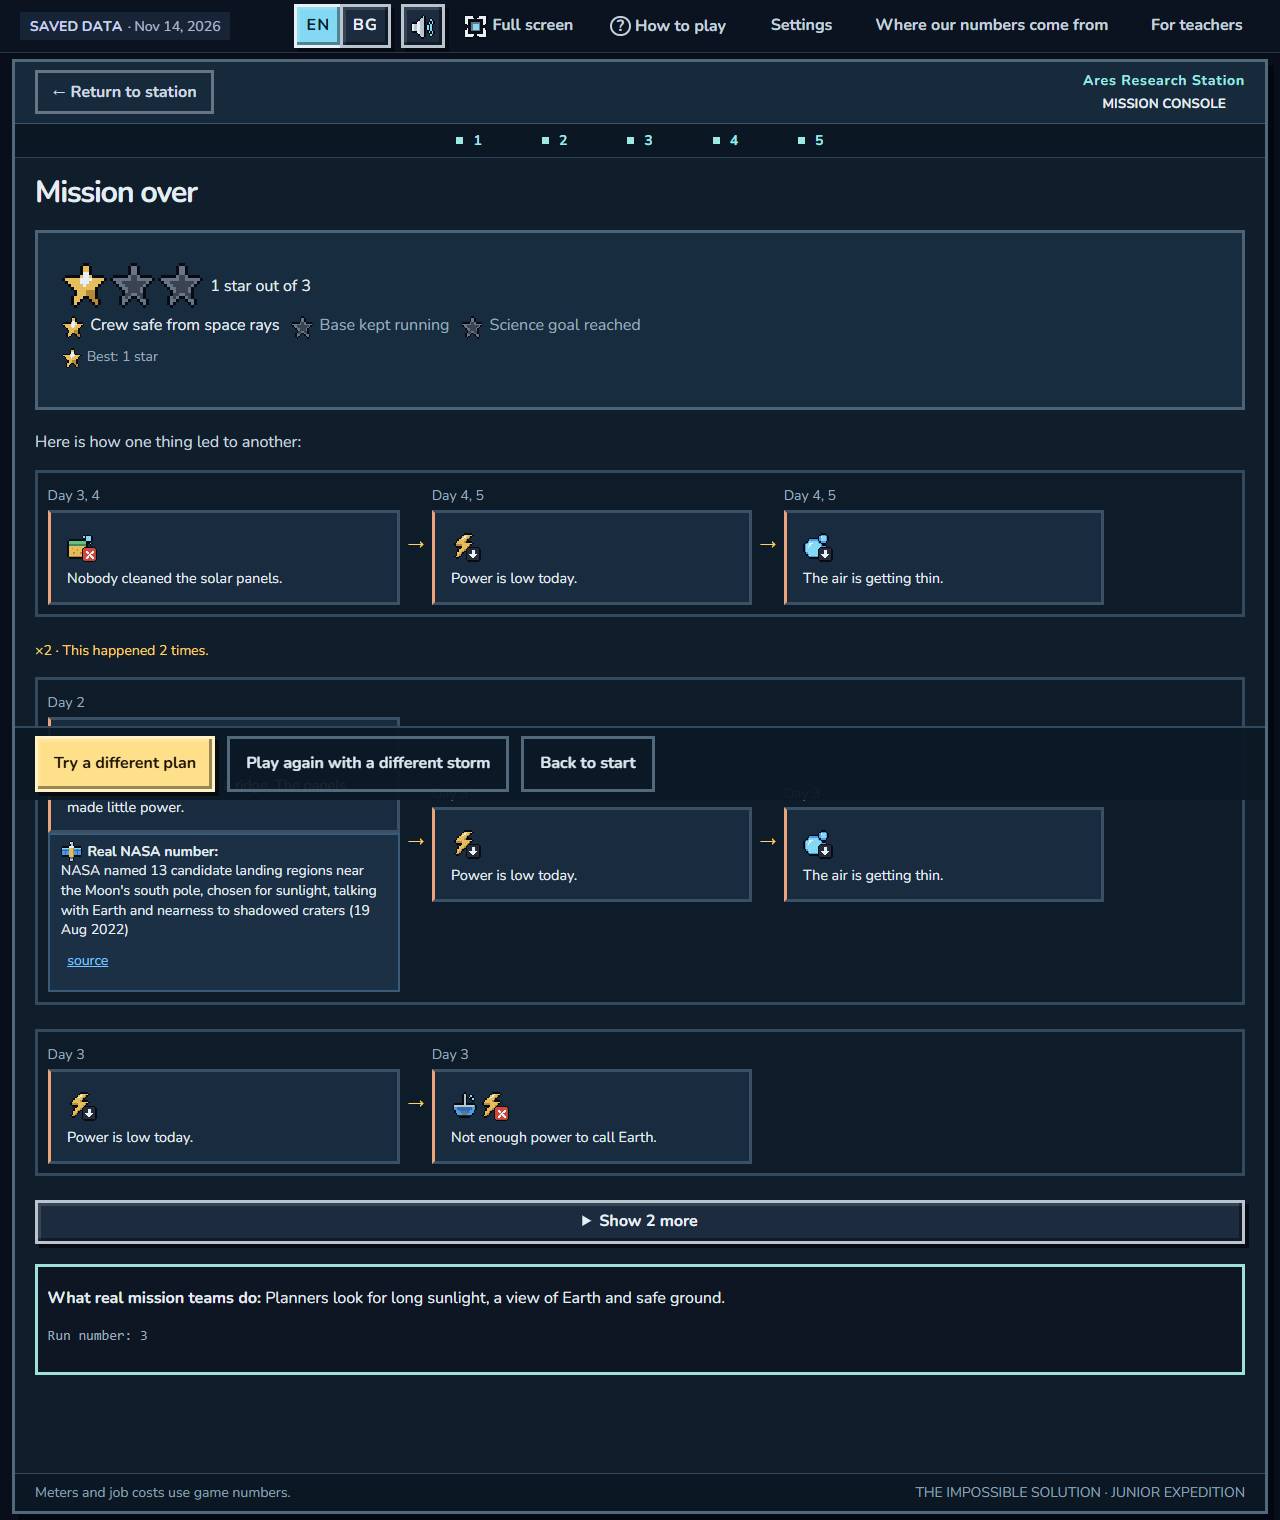 SAVED DATA · Nov 14, 2026
EN
BG
Full screen
? How to play
Settings
Where our numbers come from
For teachers
← Return to station
Ares Research Station
MISSION CONSOLE
1 2 3 4 5
Mission over
1 star out of 3
Crew safe from space rays
Base kept running
Science goal reached
Best: 1 star
Here is how one thing led to another:
Day 3, 4
Nobody cleaned the solar panels.
→
Day 4, 5
Power is low today.
→
Day 4, 5
The air is getting thin.
×2 · This happened 2 times.
Day 2
Try a different plan
Play again with a different storm
Back to start
ridge. The panels
made little power.
Real NASA number:
NASA named 13 candidate landing regions near
the Moon's south pole, chosen for sunlight, talking
with Earth and nearness to shadowed craters (19
Aug 2022)
source
→
Power is low today.
→
The air is getting thin.
Day 3
Power is low today.
→
Day 3
Not enough power to call Earth.
▶ Show 2 more
What real mission teams do: Planners look for long sunlight, a view of Earth and safe ground.
Run number: 3
Meters and job costs use game numbers.
THE IMPOSSIBLE SOLUTION · JUNIOR EXPEDITION